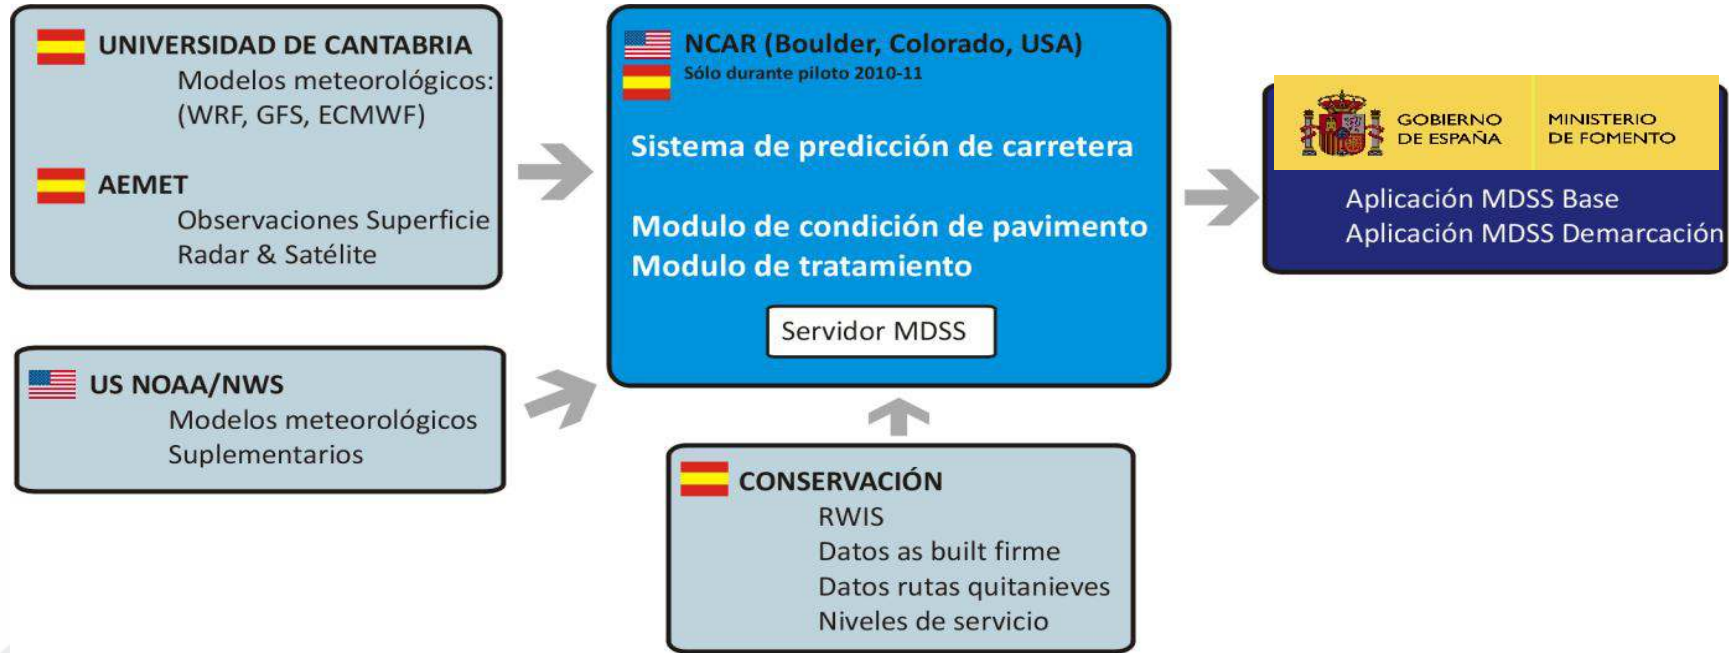 UNIVERSIDAD DE CANTABRIA
Modelos meteorológicos:
(WRF, GFS, ECMWF)
AEMET
Observaciones Superficie
Radar & Satélite
US NOAA/NWS
Modelos meteorológicos
Suplementarios
NCAR (Boulder, Colorado, USA)
Sólo durante piloto 2010-11
Sistema de predicción de carretera
Modulo de condición de pavimento
Modulo de tratamiento
Servidor MDSS
CONSERVACIÓN
RWIS
Datos as built firme
Datos rutas quitanieves
Niveles de servicio
GOBIERNO
DE ESPAÑA
MINISTERIO
DE FOMENTO
Aplicación MDSS Base
Aplicación MDSS Demarcación